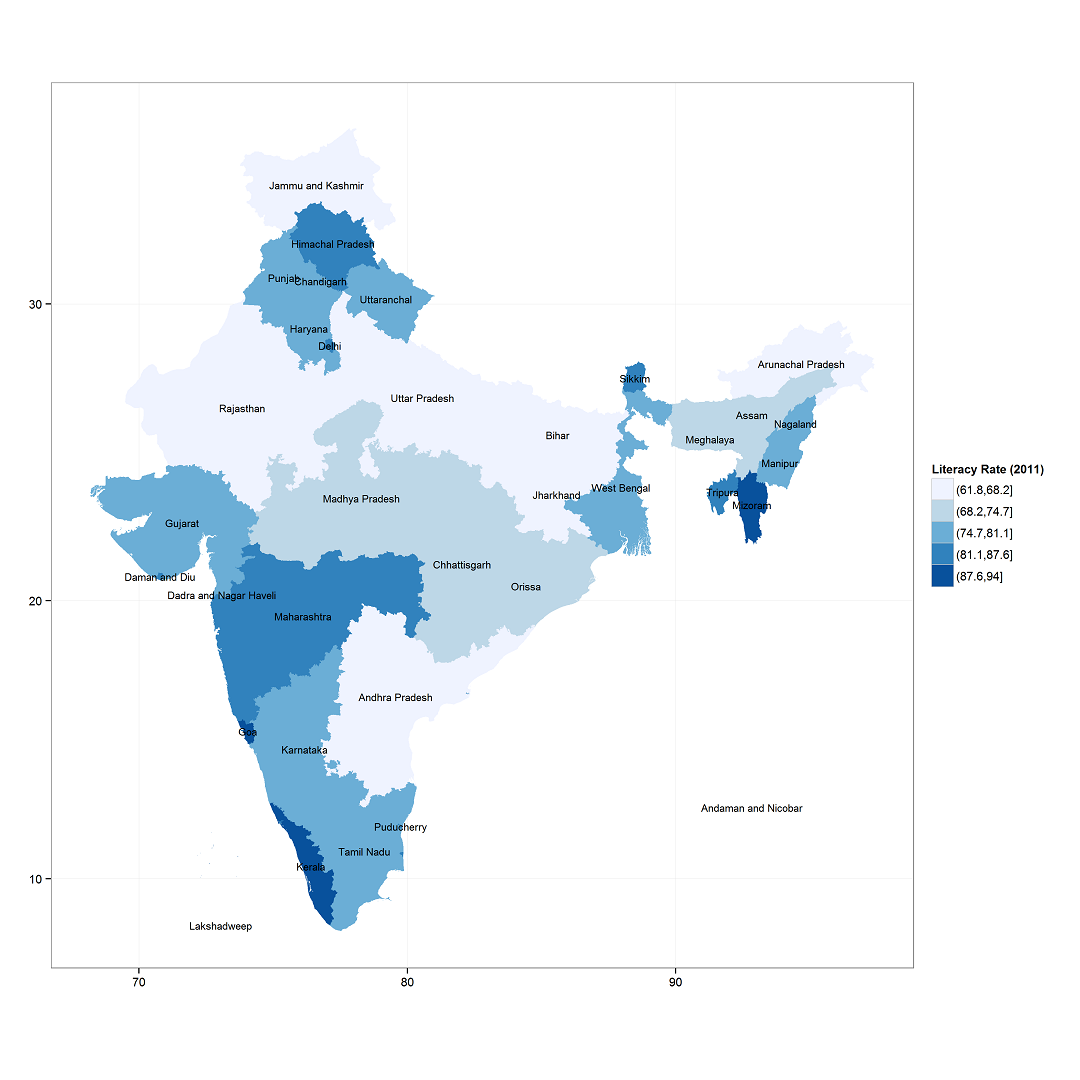 Jammu and Kashmir
Himachal Pradesh
Punjab
Chandigarh
Uttaranchal
30
Haryana
Delhi
Arunachal Pradesh
Sikkim
Uttar Pradesh
Rajasthan
Assam
Nagaland
Bihar
Meghalaya
Manipur
Literacy Rate (2011)
(61.8,68.2]
(68.2,74.7]
(74.7,81.1]
(81.1,87.6]
(87.6,94]
West Bengal
Jharkhand
Tripura
Madhya Pradesh
Mizoram
Gujarat
Chhattisgarh
Daman and Diu
Orissa
Dadra and Nagar Haveli
20
Maharashtra
Andhra Pradesh
Goa
Karnataka
Andaman and Nicobar
Puducherry
Tamil Nadu
Kerala
10
Lakshadweep
70
80
90